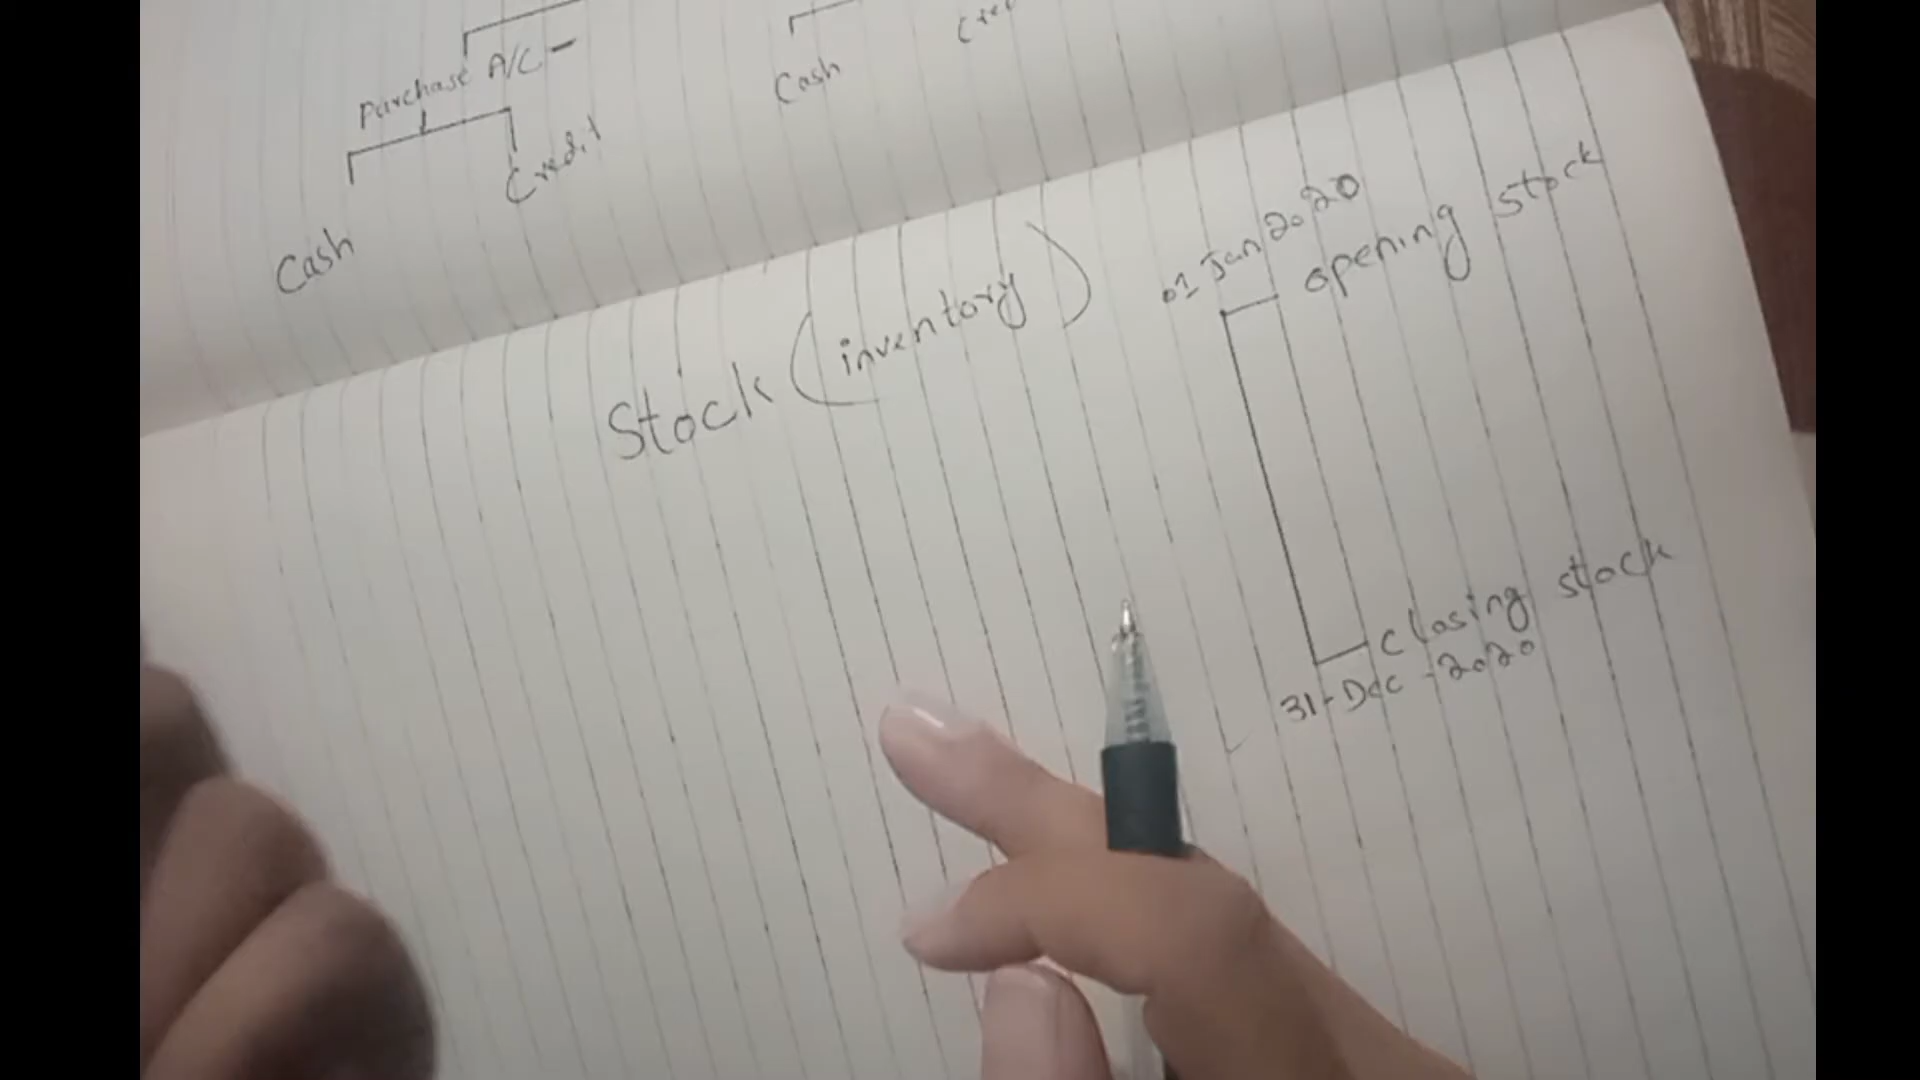 Purchase A/C -
Cash
Credit
Cash
Stock (inventory)
01 Jan 2020
opening stock
closing stock
31-Dec-2020